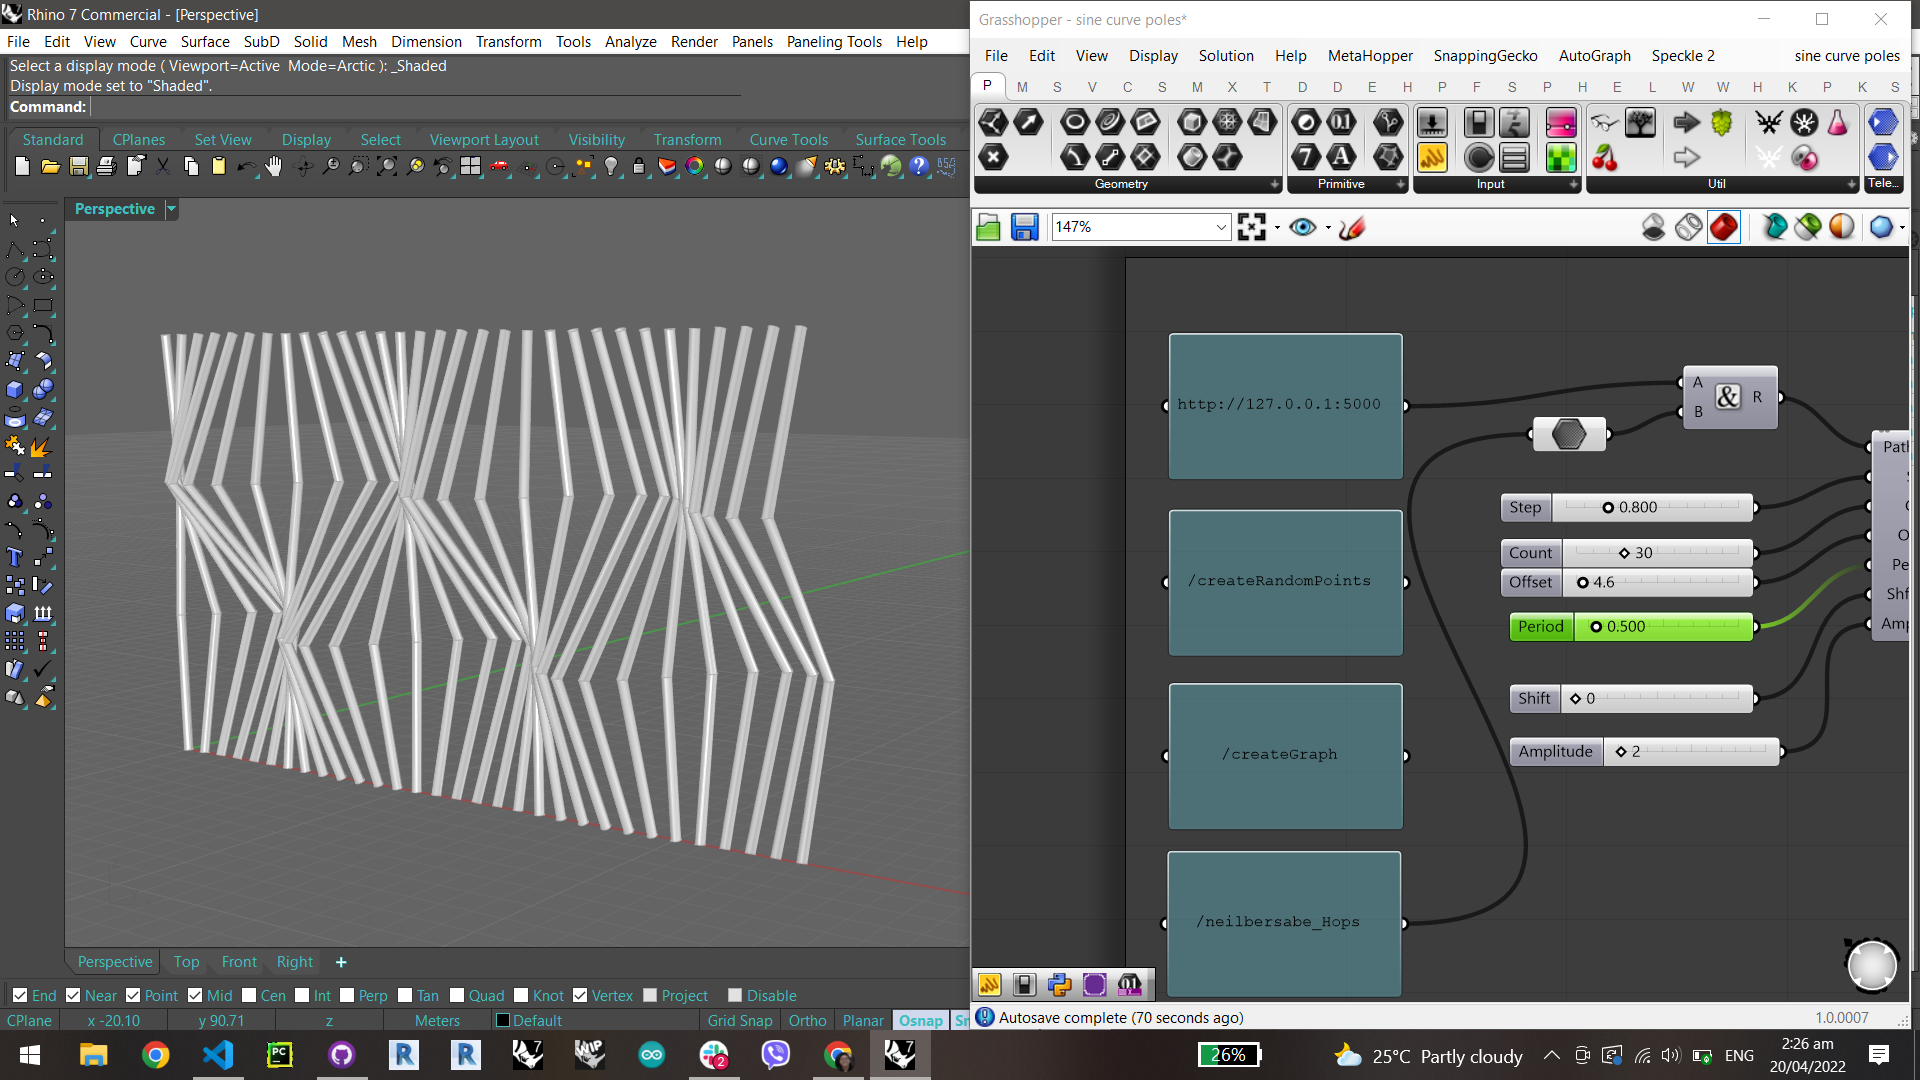 Rhino 7 Commercial - [Perspective]
File Edit View Curve Surface SubD Solid Mesh Dimension Transform Tools Analyze Render Panels Paneling Tools Help
Select a display mode ( Viewport=Active Mode=Arctic ): _Shaded
Display mode set to "Shaded".
Command:
Standard CPlanes Set View Display Select Viewport Layout Visibility Transform Curve Tools Surface Tools
Perspective
Perspective Top Front Right +
End Near Point Mid Cen Int Perp Tan Quad Knot Vertex Project Disable
CPlane x -20.10 y 90.71 z Meters Default Grid Snap Ortho Planar Osnap
Grasshopper - sine curve poles*
File Edit View Display Solution Help MetaHopper SnappingGecko AutoGraph Speckle 2 sine curve poles
P M S V C S M X T D D E H P F S P H E L W W H K P K S
Geometry Primitive Input Util Tele...
147%
http://127.0.0.1:5000
A
B
R
/createRandomPoints
Step 0.800
Count 30
Offset 4.6
Period 0.500
Shift 0
Amplitude 2
/createGraph
/neilbersabe_Hops
Autosave complete (70 seconds ago)
1.0.0007
26%
25°C Partly cloudy
ENG
2:26 am
20/04/2022